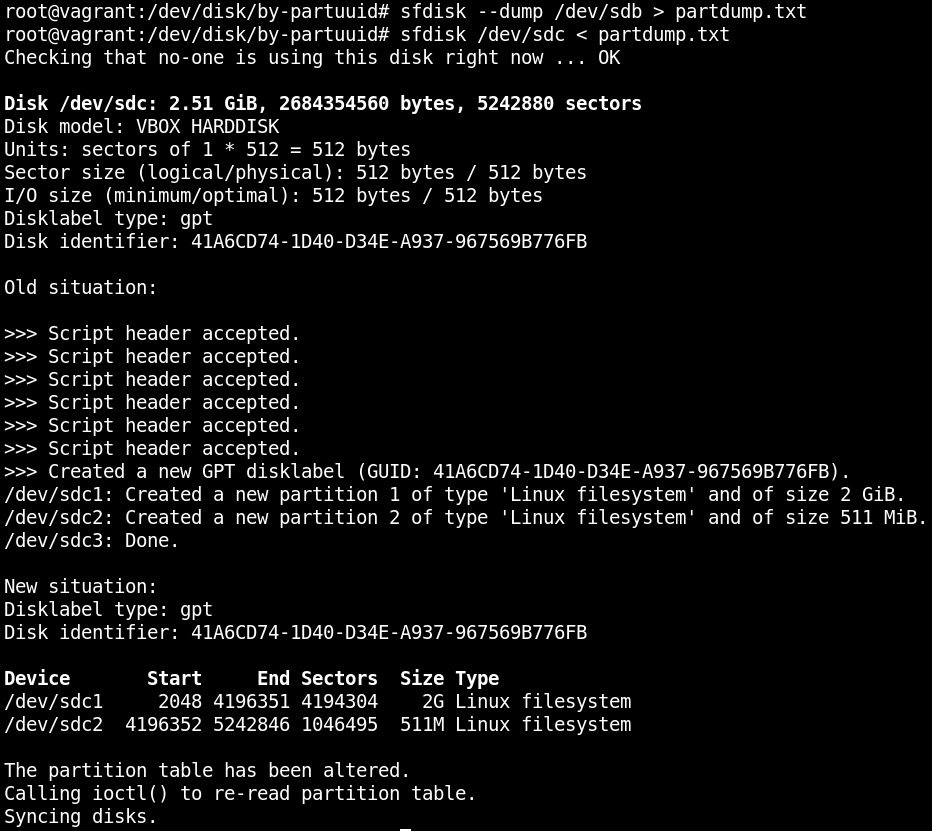 root@vagrant:/dev/disk/by-partuuid# sfdisk --dump /dev/sdb > partdump.txt
root@vagrant:/dev/disk/by-partuuid# sfdisk /dev/sdc < partdump.txt
Checking that no-one is using this disk right now ... OK

Disk /dev/sdc: 2.51 GiB, 2684354560 bytes, 5242880 sectors
Disk model: VBOX HARDDISK
Units: sectors of 1 * 512 = 512 bytes
Sector size (logical/physical): 512 bytes / 512 bytes
I/O size (minimum/optimal): 512 bytes / 512 bytes
Disklabel type: gpt
Disk identifier: 41A6CD74-1D40-D34E-A937-967569B776FB

Old situation:

>>> Script header accepted.
>>> Script header accepted.
>>> Script header accepted.
>>> Script header accepted.
>>> Script header accepted.
>>> Script header accepted.
>>> Created a new GPT disklabel (GUID: 41A6CD74-1D40-D34E-A937-967569B776FB).
/dev/sdc1: Created a new partition 1 of type 'Linux filesystem' and of size 2 GiB.
/dev/sdc2: Created a new partition 2 of type 'Linux filesystem' and of size 511 MiB.
/dev/sdc3: Done.

New situation:
Disklabel type: gpt
Disk identifier: 41A6CD74-1D40-D34E-A937-967569B776FB

Device       Start     End Sectors  Size Type
/dev/sdc1     2048 4196351 4194304    2G Linux filesystem
/dev/sdc2  4196352 5242846 1046495  511M Linux filesystem

The partition table has been altered.
Calling ioctl() to re-read partition table.
Syncing disks.